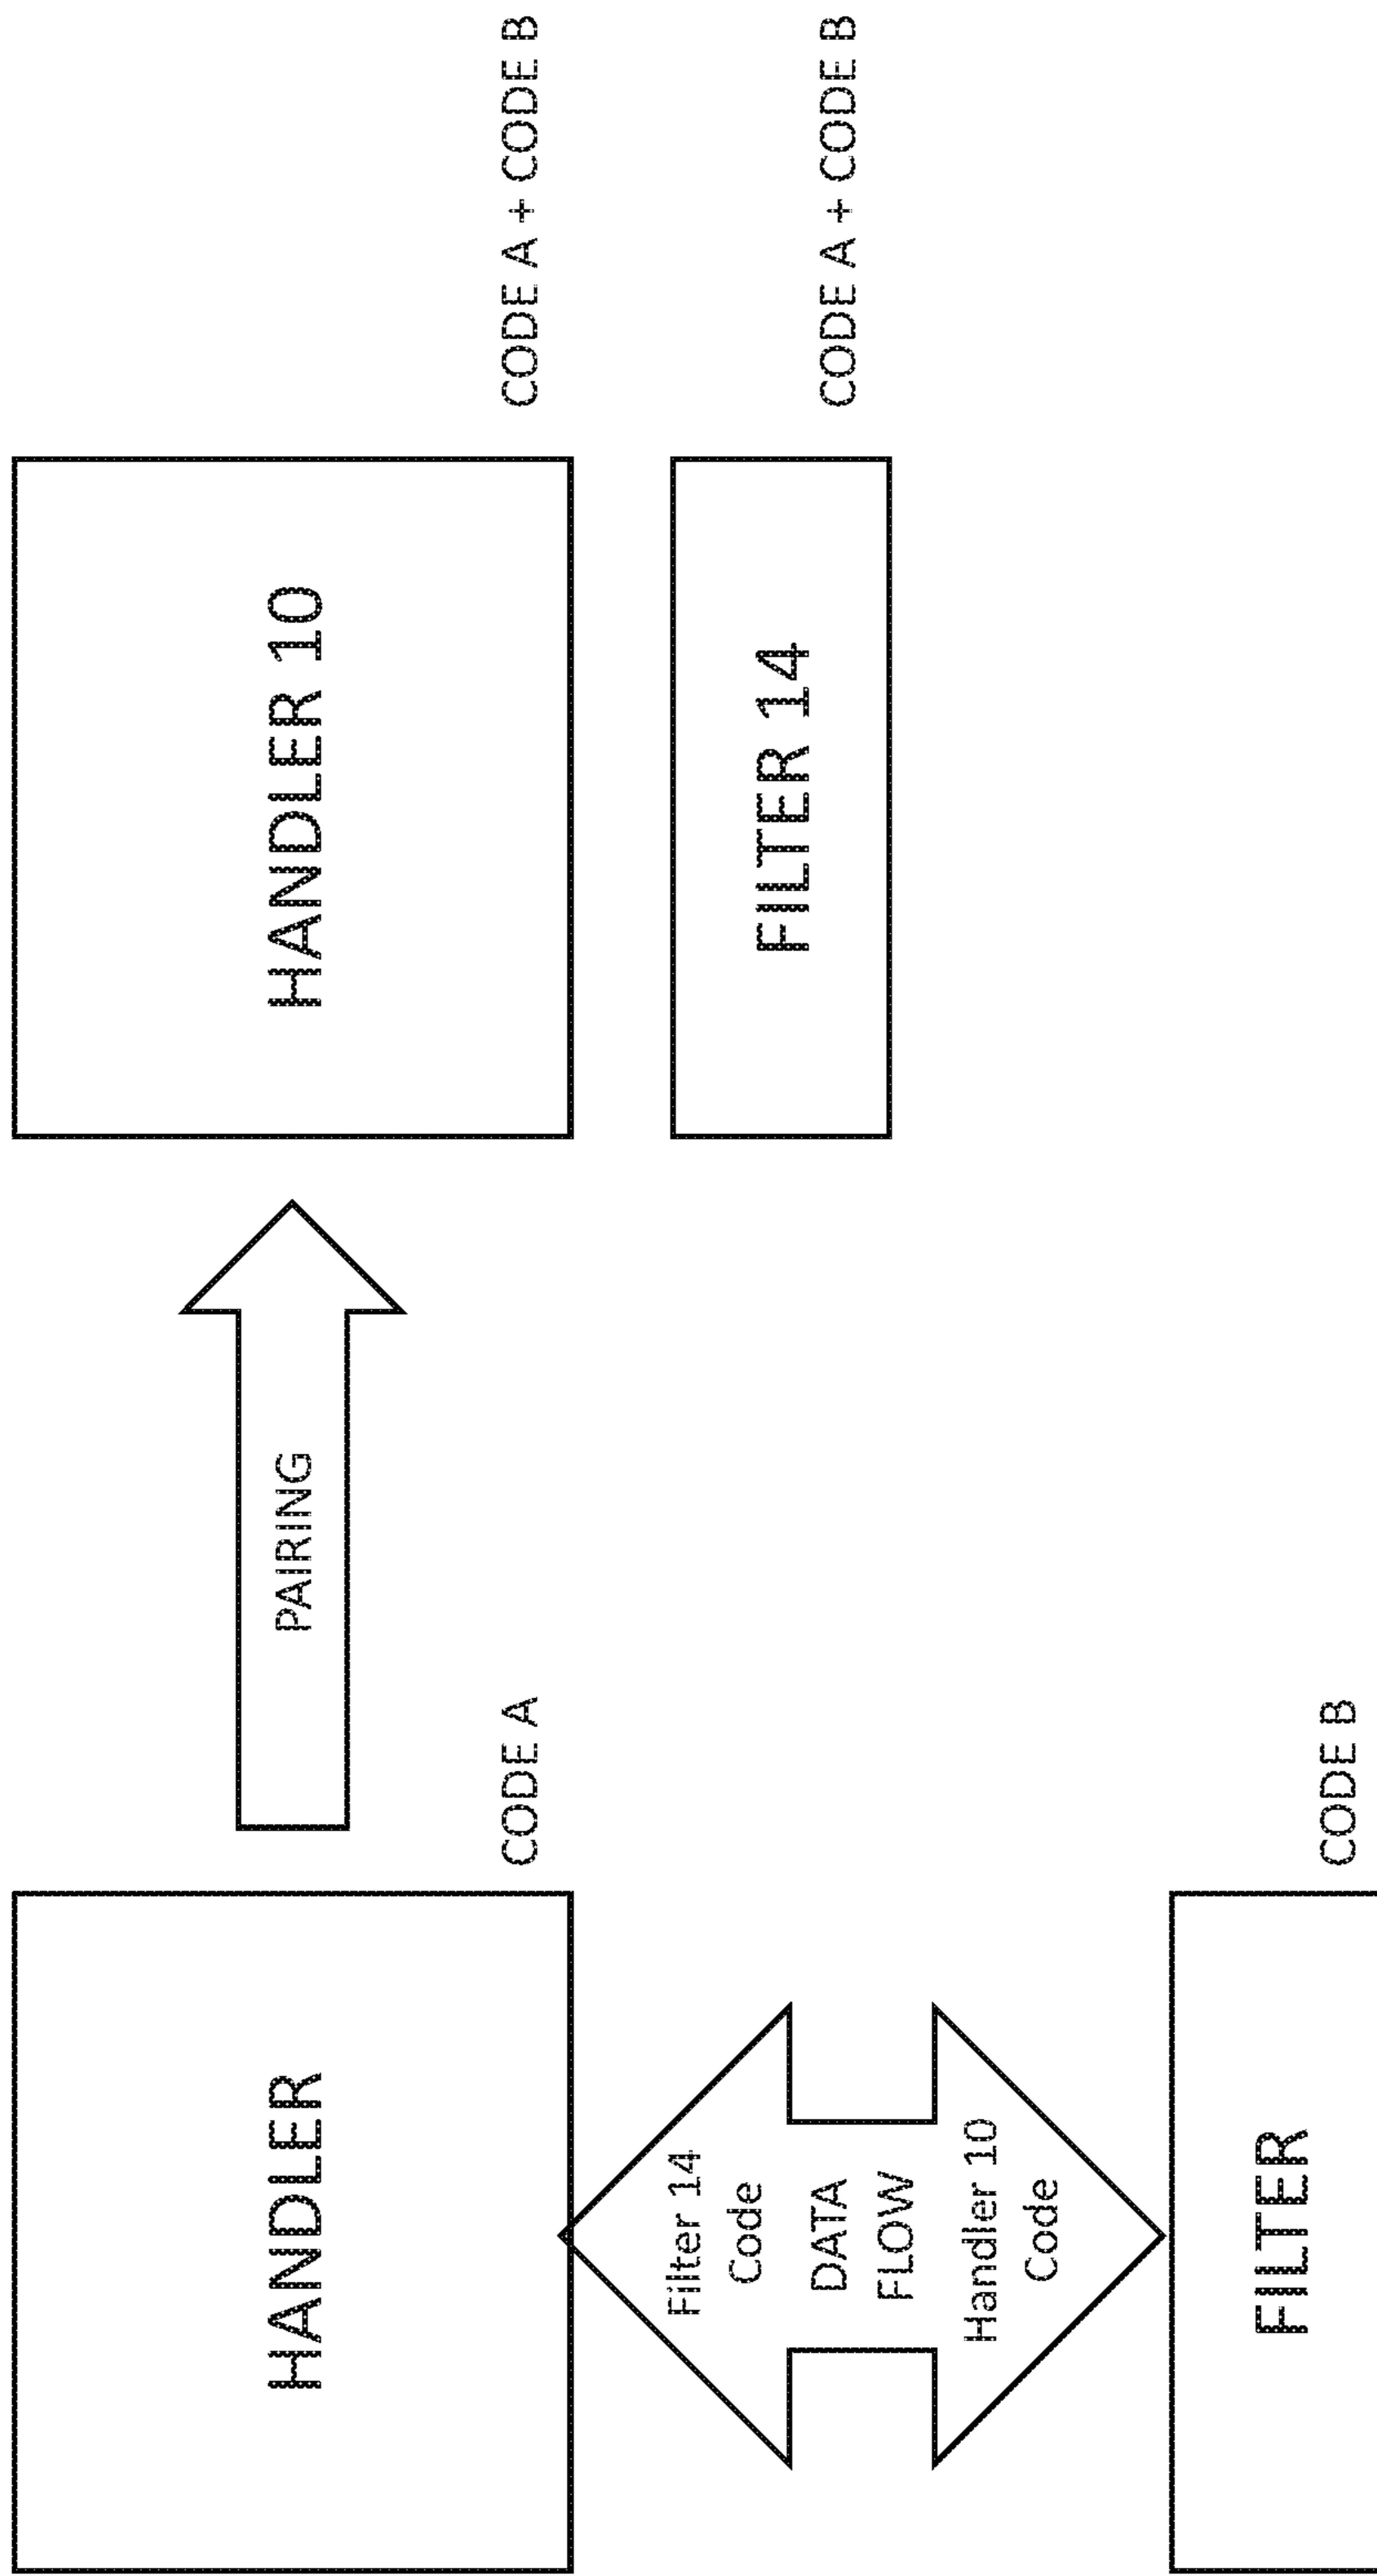 HANDLER
CODE A
Filter 14
Code
DATA
FLOW
Handler 10
Code
FILTER
CODE B
PAIRING
HANDLER 10
CODE A + CODE B
FILTER 14
CODE A + CODE B